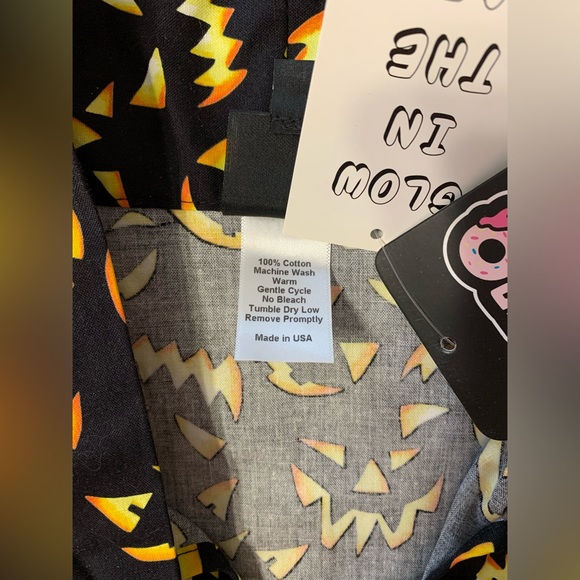 GLOW
IN
THE
100% Cotton
Machine Wash
Warm
Gentle Cycle
No Bleach
Tumble Dry Low
Remove Promptly
Made in USA